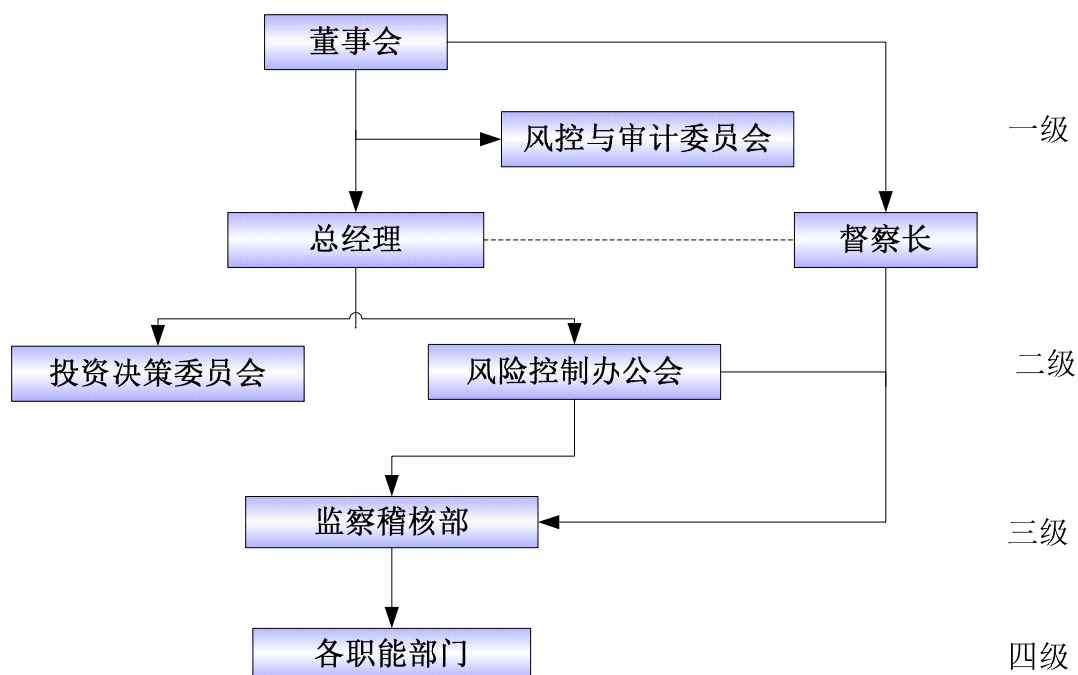 董事会
风控与审计委员会
一级
总经理
督察长
投资决策委员会
风险控制办公会
二级
监察稽核部
三级
各职能部门
四级